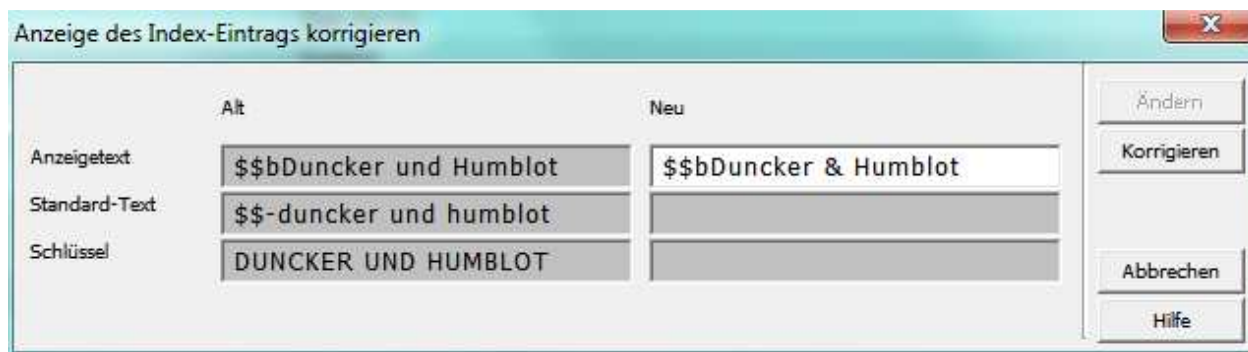 Anzeige des Index-Eintrags korrigieren
Alt Neu Ändern
Anzeigetext $$bDuncker und Humblot $$bDuncker & Humblot Korrigieren
Standard-Text $$-duncker und humblot
Schlüssel DUNCKER UND HUMBLOT Abbrechen
Hilfe